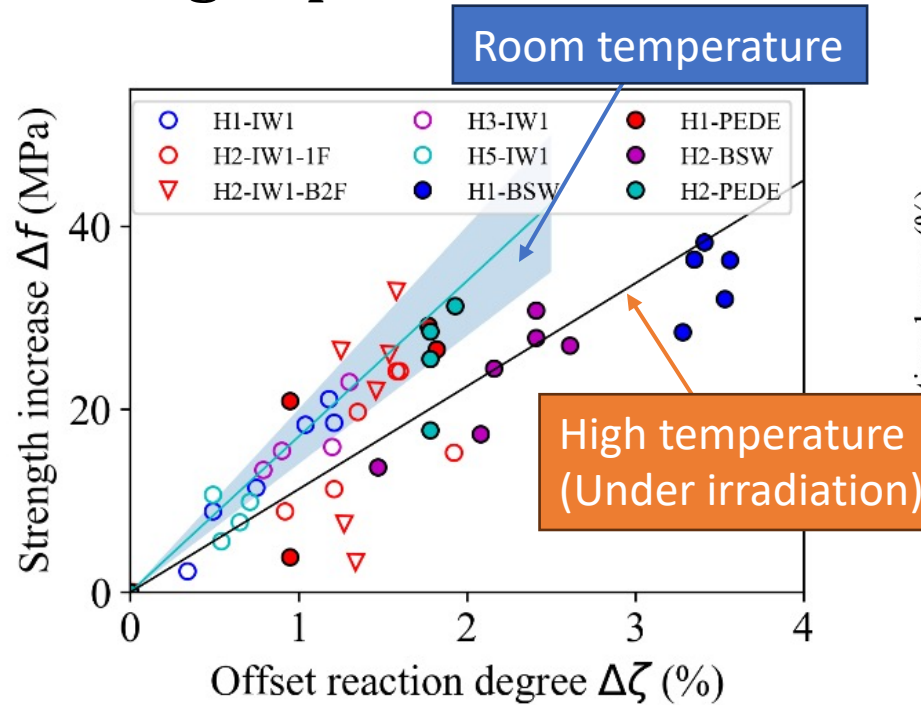 Room temperature
H1-IW1
H2-IW1-1F
H2-IW1-B2F
H3-IW1
H5-IW1
H1-BSW
H1-PEDE
H2-BSW
H2-PEDE
Strength increase Δf (MPa)
40
20
0
High temperature
(Under irradiation)
0 1 2 3 4
Offset reaction degree Δζ (%)